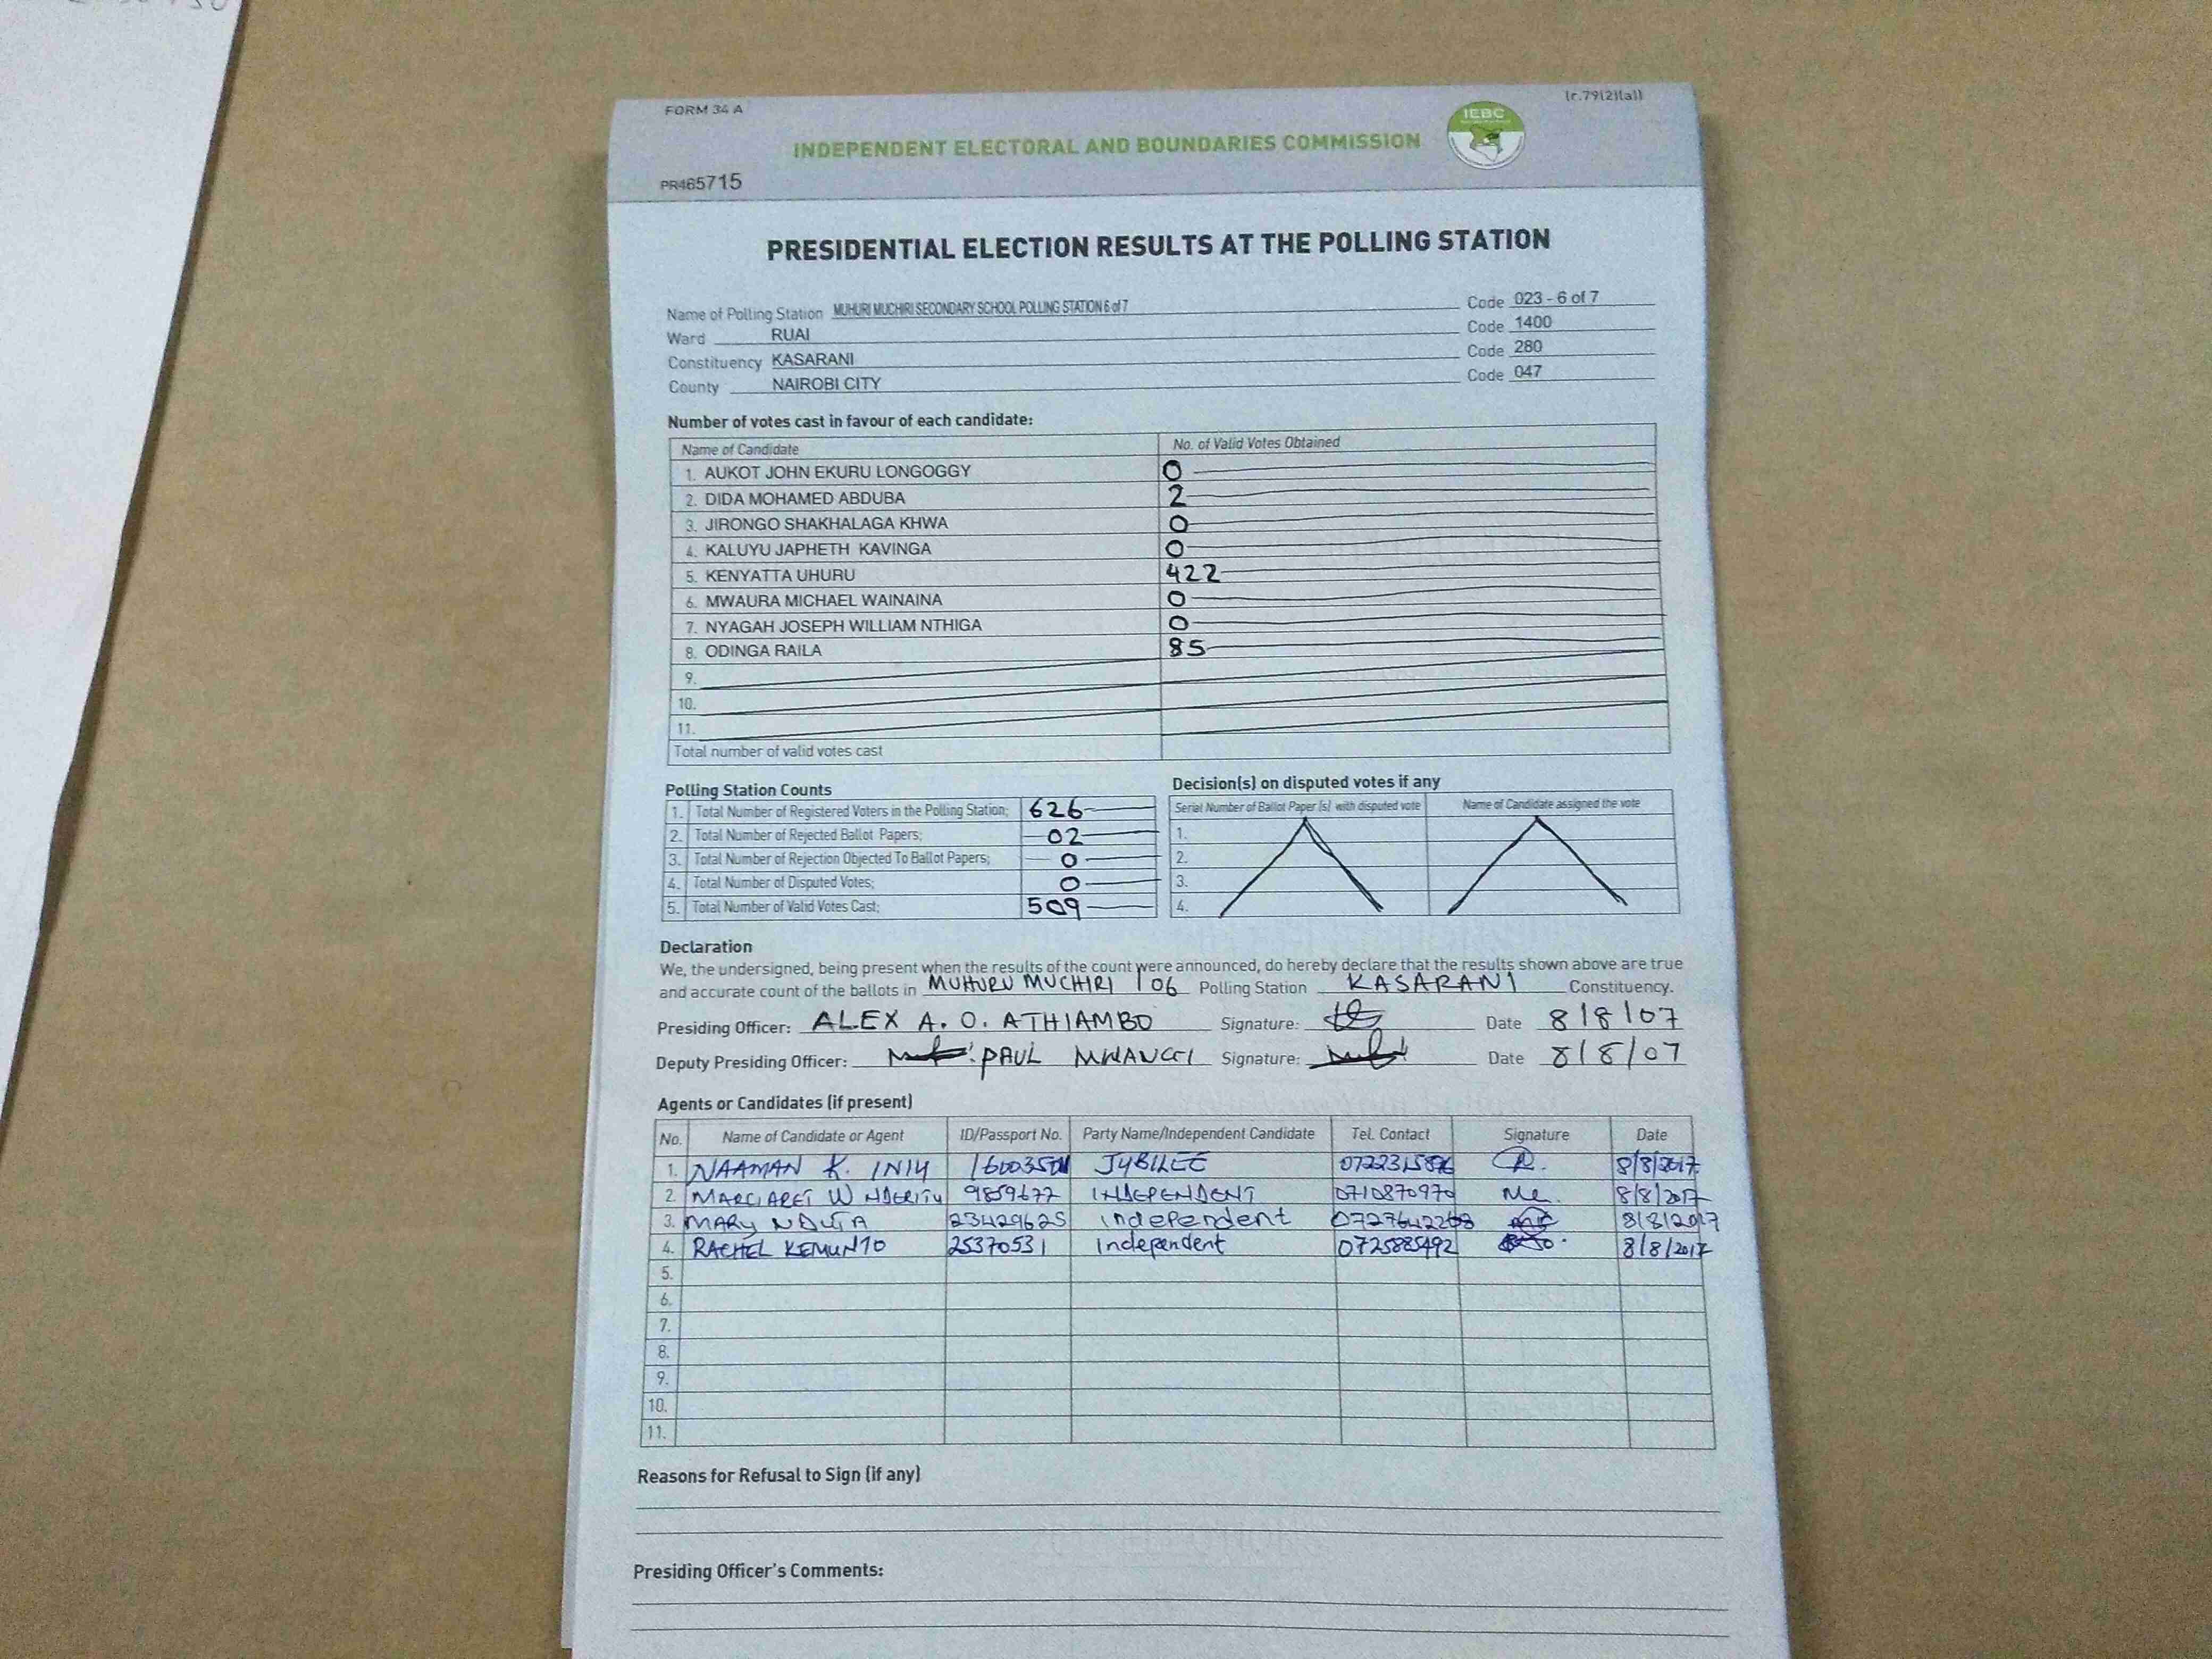 FORM 34 A
(r.79(2)(a))
IEBC
INDEPENDENT ELECTORAL AND BOUNDARIES COMMISSION
PR465715
PRESIDENTIAL ELECTION RESULTS AT THE POLLING STATION
Name of Polling Station MUHURI MUCHIRI SECONDARY SCHOOL POLLING STATION 6 of 7 Code 023 - 6 of 7
Ward RUAI Code 1400
Constituency KASARANI Code 280
County NAIROBI CITY Code 047
Number of votes cast in favour of each candidate:
Name of Candidate No. of Valid Votes Obtained
1. AUKOT JOHN EKURU LONGOGGY 0
2. DIDA MOHAMED ABDUBA 2
3. JIRONGO SHAKHALAGA KHWA 0
4. KALUYU JAPHETH KAVINGA 0
5. KENYATTA UHURU 422
6. MWAURA MICHAEL WAINAINA 0
7. NYAGAH JOSEPH WILLIAM NTHIGA 0
8. ODINGA RAILA 85
9.
10.
11.
Total number of valid votes cast
Polling Station Counts
1. Total Number of Registered Voters in the Polling Station; 626
2. Total Number of Rejected Ballot Papers; 02
3. Total Number of Rejection Objected To Ballot Papers; 0
4. Total Number of Disputed Votes; 0
5. Total Number of Valid Votes Cast; 509
Decision(s) on disputed votes if any
Serial Number of Ballot Paper (s) with disputed vote Name of Candidate assigned the vote
1.
2.
3.
4.
Declaration
We, the undersigned, being present when the results of the count were announced, do hereby declare that the results shown above are true
and accurate count of the ballots in MUHURU MUCHIRI / 06 Polling Station KASARANI Constituency.
Presiding Officer: ALEX A. O. ATHIAMBO Signature: Date 8/8/07
Deputy Presiding Officer: PAUL MWANGI Signature: Date 8/8/07
Agents or Candidates (if present)
No. Name of Candidate or Agent ID/Passport No. Party Name/Independent Candidate Tel. Contact Signature Date
1. NAAMAN K. JUBILEE 8/8/2017
2. MARGARET W NDERITU 9859677 INDEPENDENT 0710870970 8/8/2017
3. MARY NDUTA 23429625 Independent 8/8/2017
4. RACHEL KEMUNTO 25370531 Independent 0725885492 8/8/2017
5.
6.
7.
8.
9.
10.
11.
Reasons for Refusal to Sign (if any)
Presiding Officer's Comments: